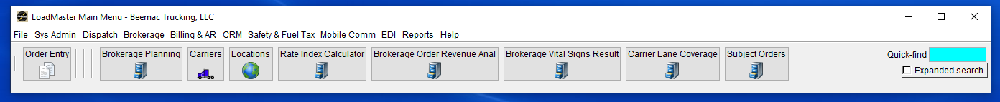 LoadMaster Main Menu - Beemac Trucking, LLC
File Sys Admin Dispatch Brokerage Billing & AR CRM Safety & Fuel Tax Mobile Comm EDI Reports Help
Order Entry Brokerage Planning Carriers Locations Rate Index Calculator Brokerage Order Revenue Anal Brokerage Vital Signs Result Carrier Lane Coverage Subject Orders Quick-find
Expanded search